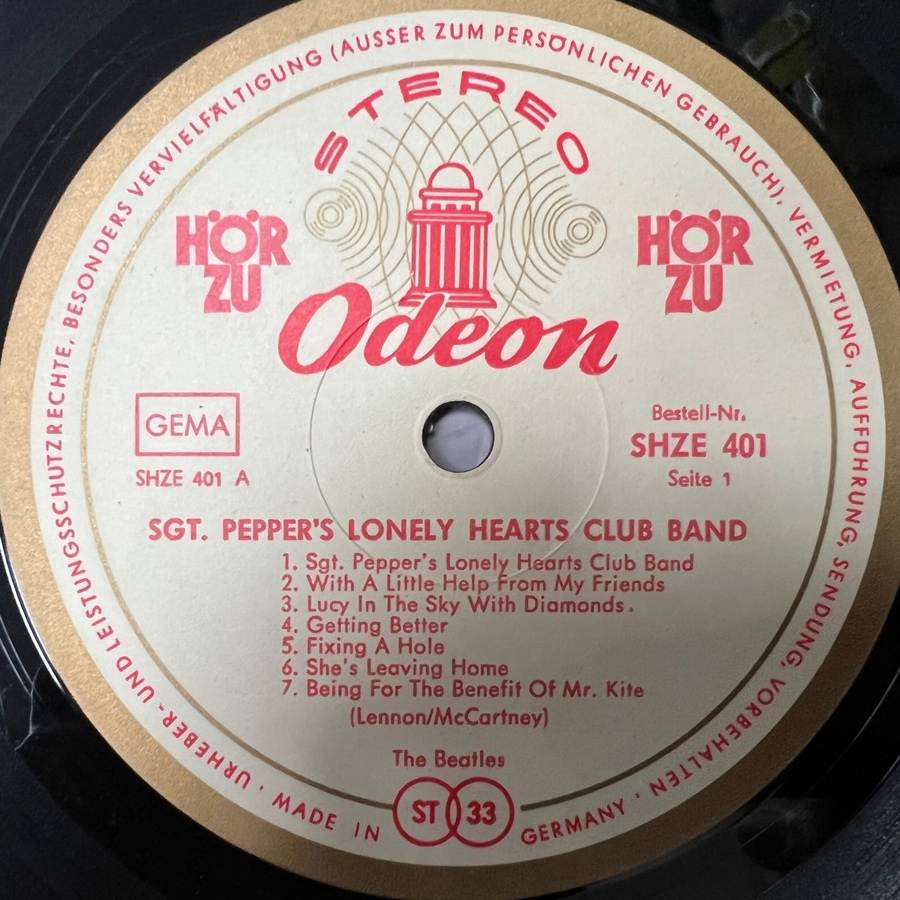 URHEBER- UND LEISTUNGSSCHUTZRECHTE, BESONDERS VERVIELFÄLTIGUNG (AUSSER ZUM PERSÖNLICHEN GEBRAUCH), VERMIETUNG, AUFFÜHRUNG, SENDUNG, VORBEHALTEN ·
STEREO
HÖR
ZU
HÖR
ZU
Odeon
GEMA
SHZE 401 A
Bestell-Nr.
SHZE 401
Seite 1
SGT. PEPPER'S LONELY HEARTS CLUB BAND
1. Sgt. Pepper's Lonely Hearts Club Band
2. With A Little Help From My Friends
3. Lucy In The Sky With Diamonds.
4. Getting Better
5. Fixing A Hole
6. She's Leaving Home
7. Being For The Benefit Of Mr. Kite
(Lennon/McCartney)
The Beatles
ST 33
· MADE IN GERMANY ·